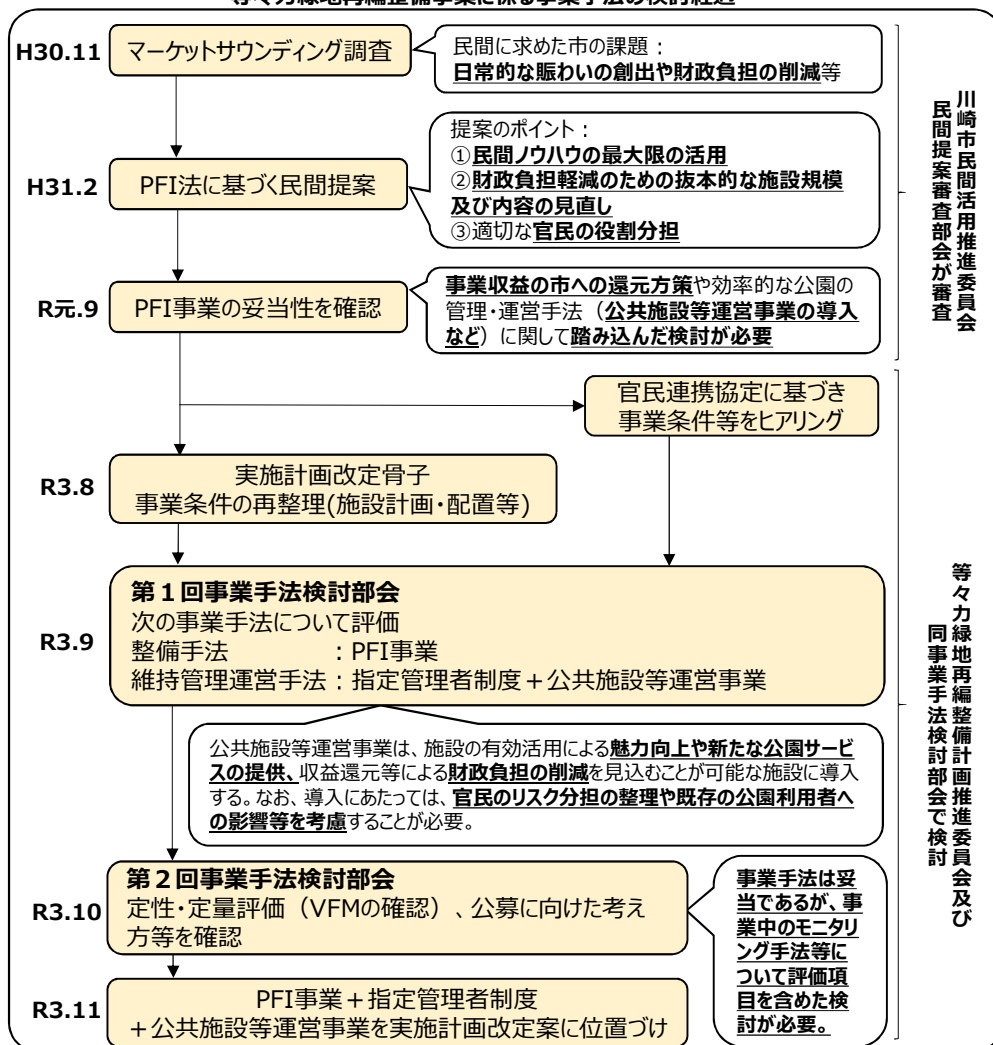 等々力緑地再編整備事業に係る事業手法の検討経過
H30.11
マーケットサウンディング調査
民間に求めた市の課題：
日常的な賑わいの創出や財政負担の削減等
H31.2
PFI法に基づく民間提案
提案のポイント：
①民間ノウハウの最大限の活用
②財政負担軽減のための抜本的な施設規模
及び内容の見直し
③適切な官民の役割分担
R元.9
PFI事業の妥当性を確認
事業収益の市への還元方策や効率的な公園の
管理・運営手法（公共施設等運営事業の導入
など）に関して踏み込んだ検討が必要
川崎市民間活用推進委員会
民間提案審査部会が審査
官民連携協定に基づき
事業条件等をヒアリング
R3.8
実施計画改定骨子
事業条件の再整理(施設計画・配置等)
R3.9
第１回事業手法検討部会
次の事業手法について評価
整備手法　　　　：PFI事業
維持管理運営手法：指定管理者制度＋公共施設等運営事業
公共施設等運営事業は、施設の有効活用による魅力向上や新たな公園サービ
スの提供、収益還元等による財政負担の削減を見込むことが可能な施設に導入
する。なお、導入にあたっては、官民のリスク分担の整理や既存の公園利用者へ
の影響等を考慮することが必要。
R3.10
第２回事業手法検討部会
定性・定量評価（VFMの確認）、公募に向けた考え
方等を確認
事業手法は妥
当であるが、事
業中のモニタリ
ング手法等に
ついて評価項
目を含めた検
討が必要。
R3.11
PFI事業＋指定管理者制度
＋公共施設等運営事業を実施計画改定案に位置づけ
等々力緑地再編整備計画推進委員会及び
同事業手法検討部会で検討